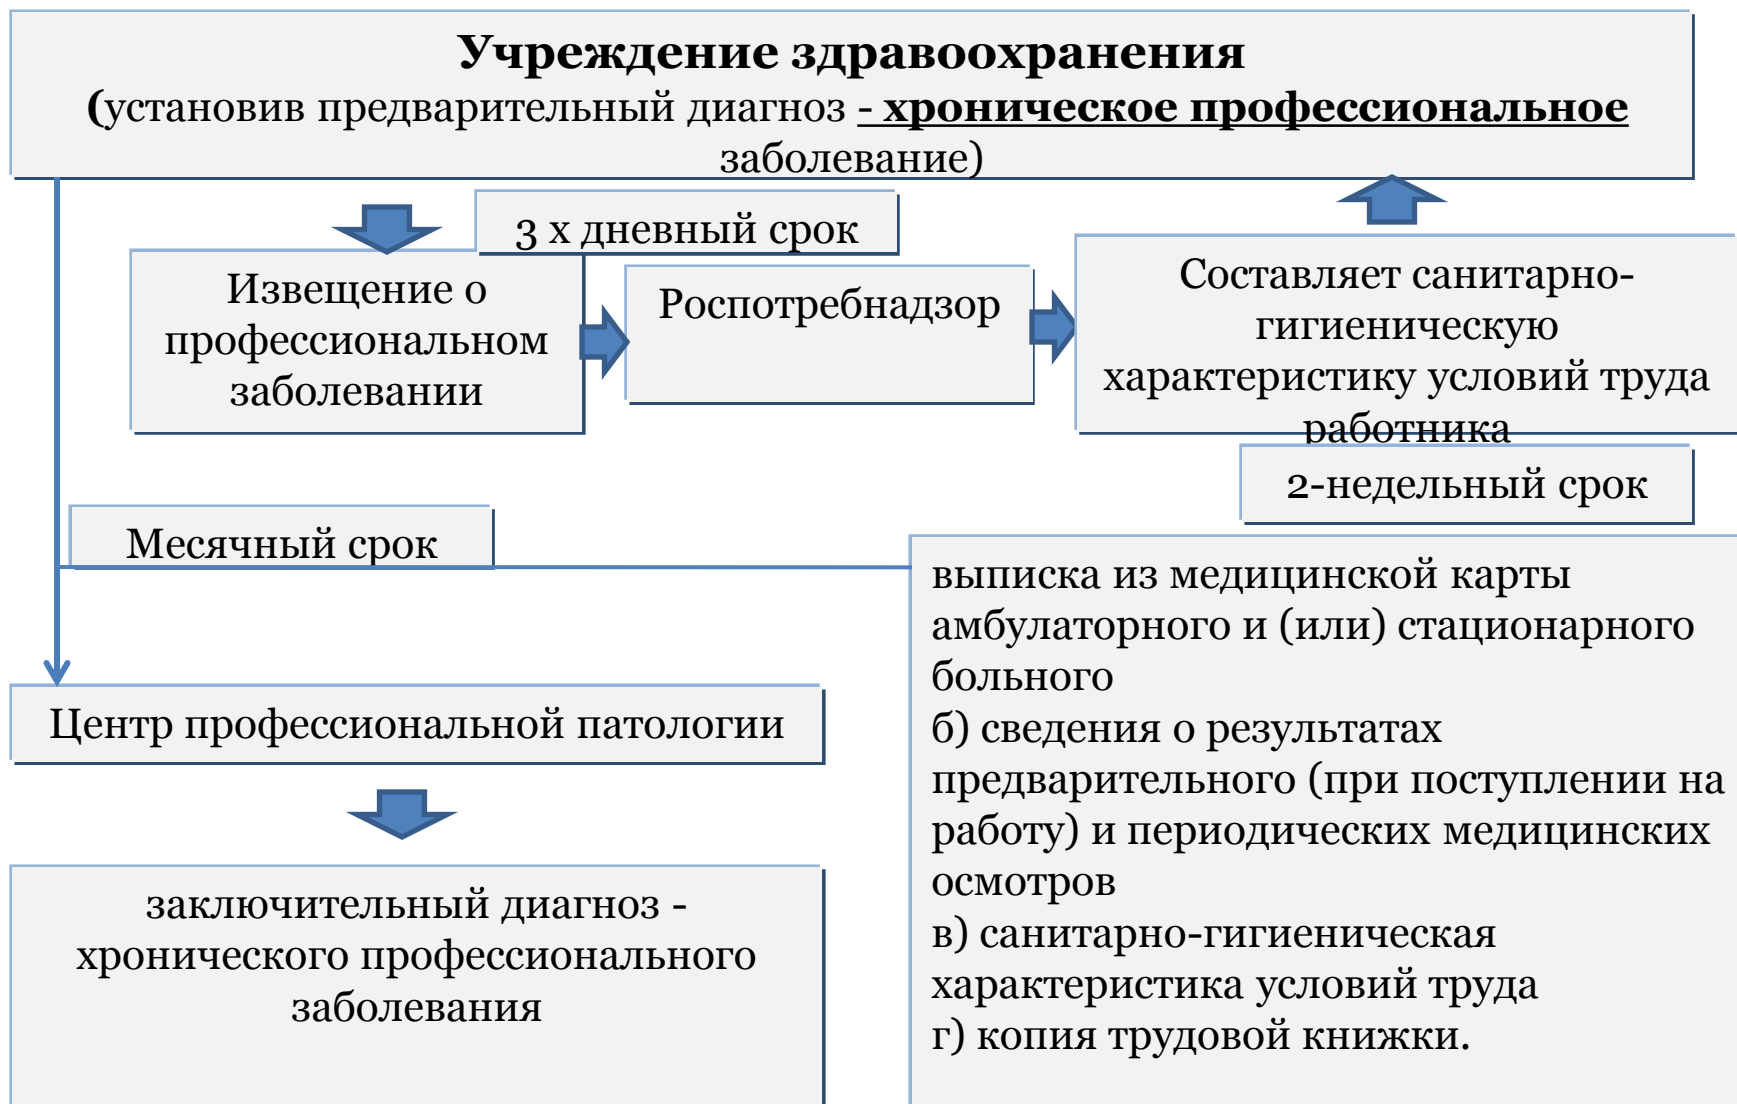 Учреждение здравоохранения
(установив предварительный диагноз - хроническое профессиональное
заболевание)
3 х дневный срок
Извещение о
профессиональном
заболевании
Роспотребнадзор
Составляет санитарно-
гигиеническую
характеристику условий труда
работника
2-недельный срок
Месячный срок
выписка из медицинской карты
амбулаторного и (или) стационарного
больного
б) сведения о результатах
предварительного (при поступлении на
работу) и периодических медицинских
осмотров
в) санитарно-гигиеническая
характеристика условий труда
г) копия трудовой книжки.
Центр профессиональной патологии
заключительный диагноз -
хронического профессионального
заболевания